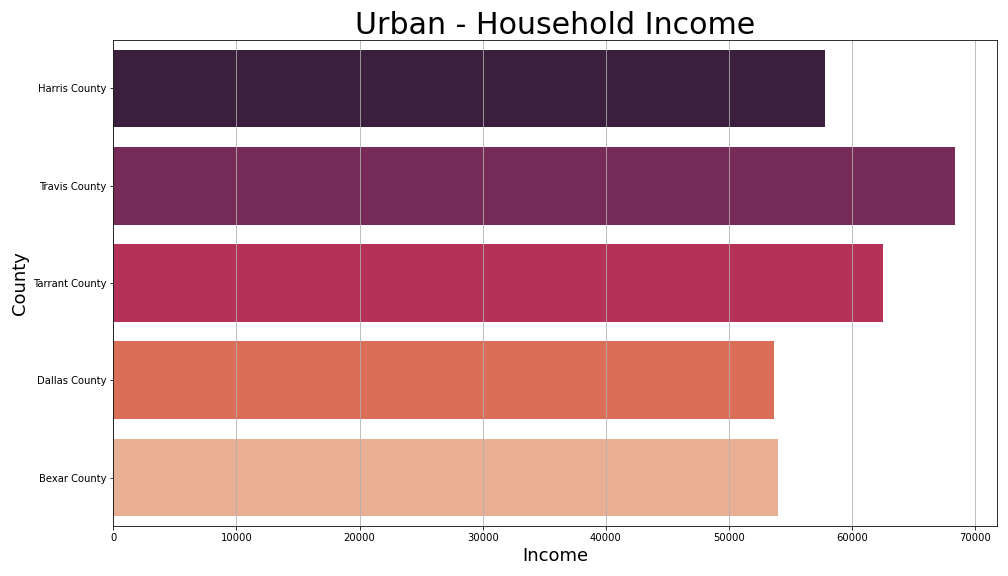 Urban - Household Income
County
Harris County
Travis County
Tarrant County
Dallas County
Bexar County
0 10000 20000 30000 40000 50000 60000 70000
Income